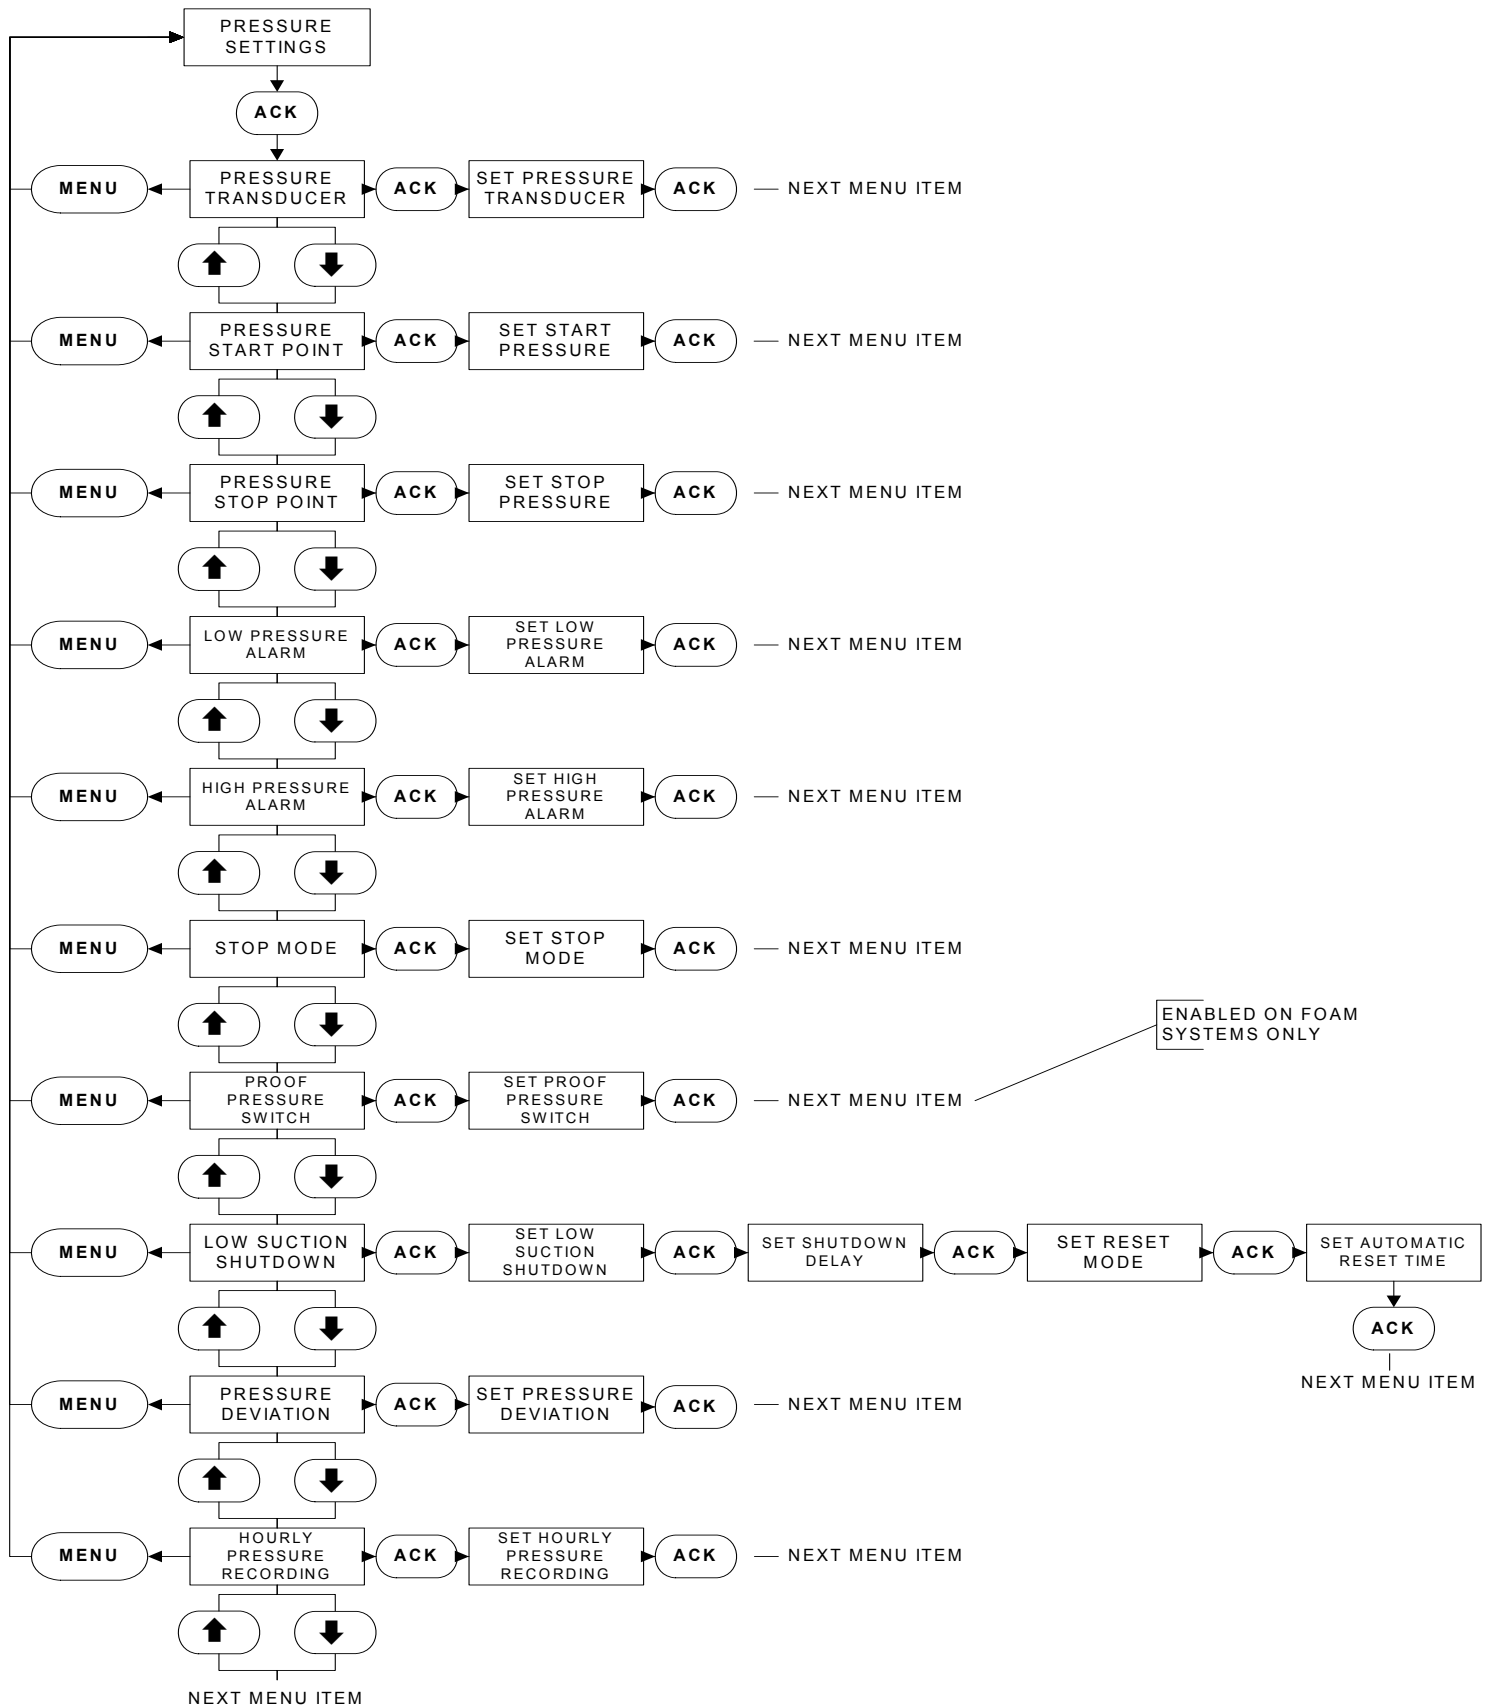 PRESSURE
SETTINGS
ACK
MENU
PRESSURE
TRANSDUCER
ACK
SET PRESSURE
TRANSDUCER
ACK
NEXT MENU ITEM
MENU
PRESSURE
START POINT
ACK
SET START
PRESSURE
ACK
NEXT MENU ITEM
MENU
PRESSURE
STOP POINT
ACK
SET STOP
PRESSURE
ACK
NEXT MENU ITEM
MENU
LOW PRESSURE
ALARM
ACK
SET LOW
PRESSURE
ALARM
ACK
NEXT MENU ITEM
MENU
HIGH PRESSURE
ALARM
ACK
SET HIGH
PRESSURE
ALARM
ACK
NEXT MENU ITEM
MENU
STOP MODE
ACK
SET STOP
MODE
ACK
NEXT MENU ITEM
ENABLED ON FOAM
SYSTEMS ONLY
MENU
PROOF
PRESSURE
SWITCH
ACK
SET PROOF
PRESSURE
SWITCH
ACK
NEXT MENU ITEM
MENU
LOW SUCTION
SHUTDOWN
ACK
SET LOW
SUCTION
SHUTDOWN
ACK
SET SHUTDOWN
DELAY
ACK
SET RESET
MODE
ACK
SET AUTOMATIC
RESET TIME
ACK
NEXT MENU ITEM
MENU
PRESSURE
DEVIATION
ACK
SET PRESSURE
DEVIATION
ACK
NEXT MENU ITEM
MENU
HOURLY
PRESSURE
RECORDING
ACK
SET HOURLY
PRESSURE
RECORDING
ACK
NEXT MENU ITEM
NEXT MENU ITEM